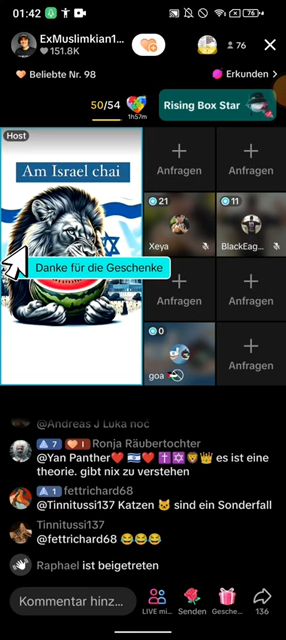 01:42
76
ExMuslimkian1...
151.8K
76
Beliebte Nr. 98
Erkunden >
50/54
1h57m
Rising Box Star
Host
Am Israel chai
Danke für die Geschenke
Anfragen
Anfragen
21
Xeya
11
BlackEag...
Anfragen
Anfragen
0
goa
Anfragen
@Andreas J Luka noc
7 1 Ronja Räubertochter
@Yan Panther❤️ 🇮🇱❤️ ✝️✡️🦁👑 es ist eine
theorie. gibt nix zu verstehen
1 fettrichard68
@Tinnitussi137 Katzen 🐱 sind ein Sonderfall
Tinnitussi137
@fettrichard68 😂😂😂
Raphael ist beigetreten
Kommentar hinz...
LIVE mi...
Senden
Gesche...
136